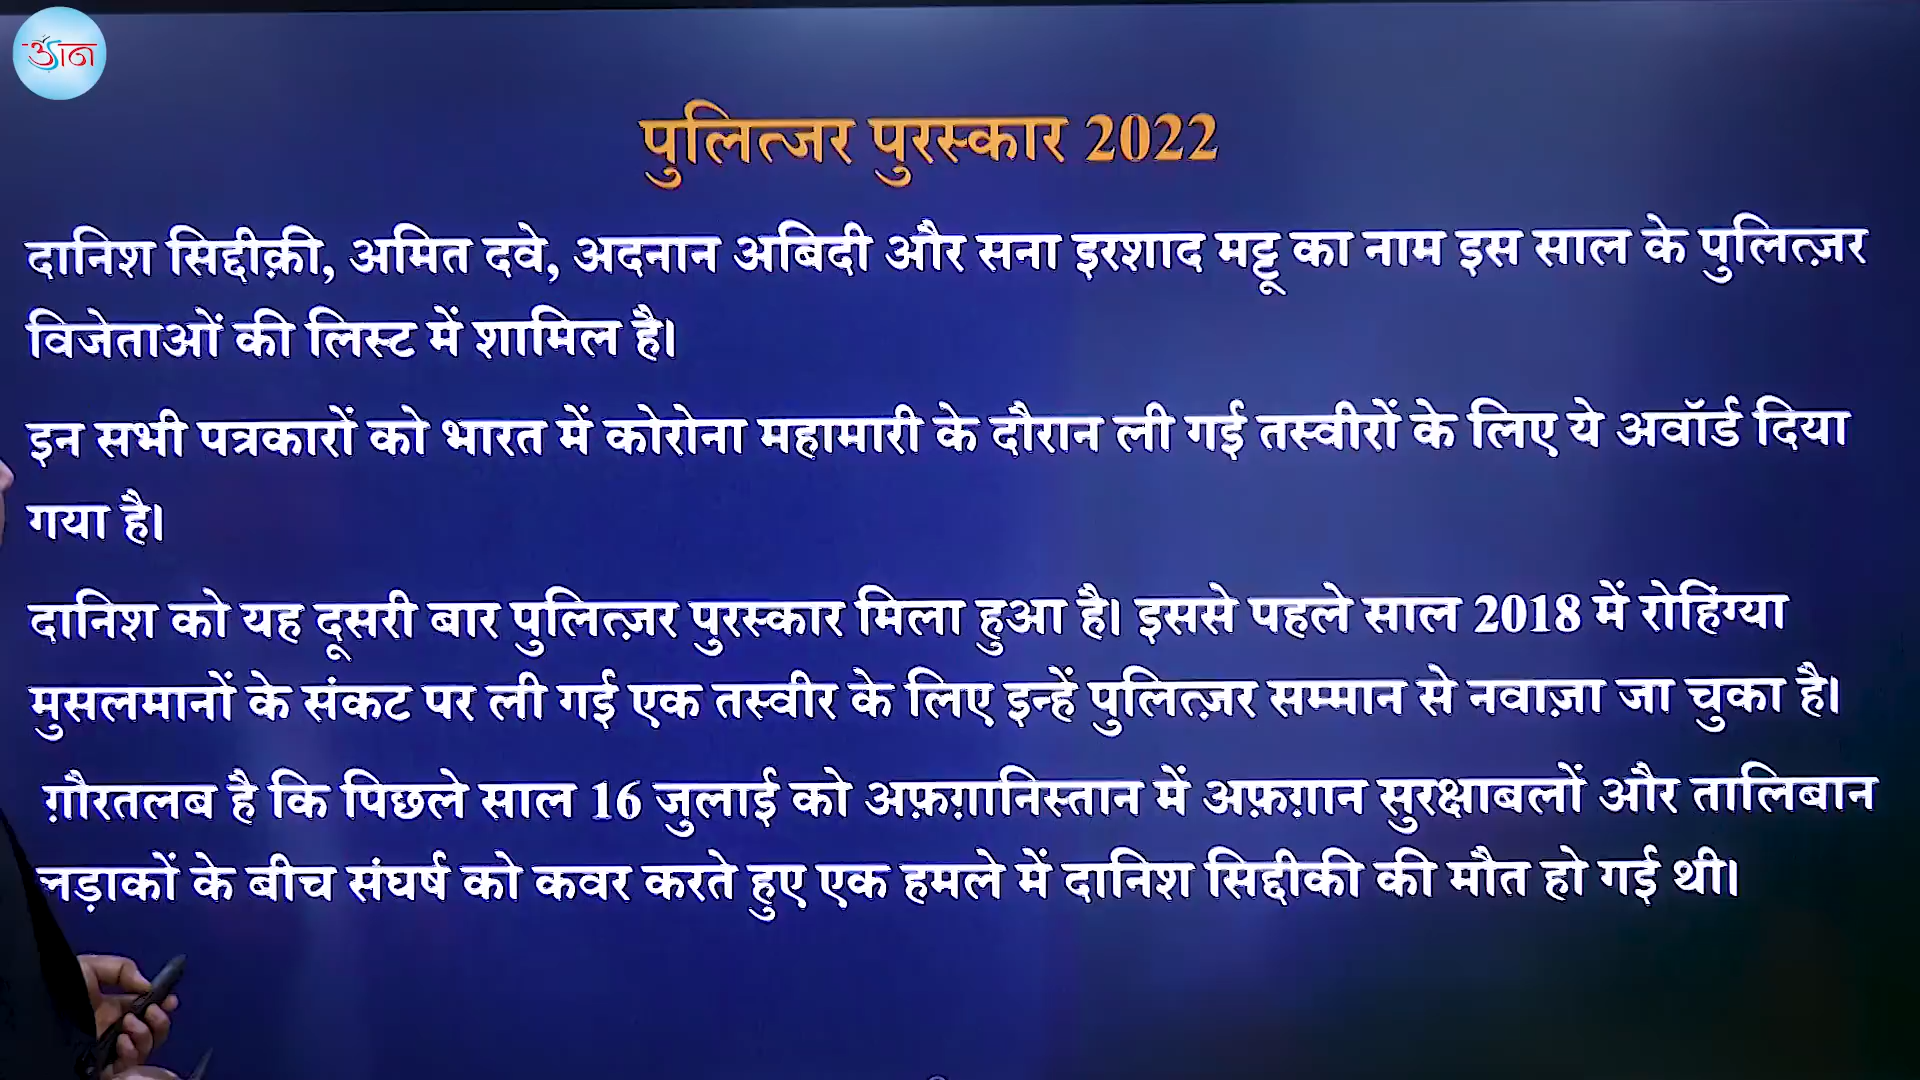 ज्ञान
पुलित्जर पुरस्कार 2022
दानिश सिद्दीक़ी, अमित दवे, अदनान अबिदी और सना इरशाद मट्टू का नाम इस साल के पुलित्ज़र
विजेताओं की लिस्ट में शामिल है।
इन सभी पत्रकारों को भारत में कोरोना महामारी के दौरान ली गई तस्वीरों के लिए ये अवॉर्ड दिया
गया है।
दानिश को यह दूसरी बार पुलित्ज़र पुरस्कार मिला हुआ है। इससे पहले साल 2018 में रोहिंग्या
मुसलमानों के संकट पर ली गई एक तस्वीर के लिए इन्हें पुलित्ज़र सम्मान से नवाज़ा जा चुका है।
ग़ौरतलब है कि पिछले साल 16 जुलाई को अफ़ग़ानिस्तान में अफ़ग़ान सुरक्षाबलों और तालिबान
लड़ाकों के बीच संघर्ष को कवर करते हुए एक हमले में दानिश सिद्दीकी की मौत हो गई थी।